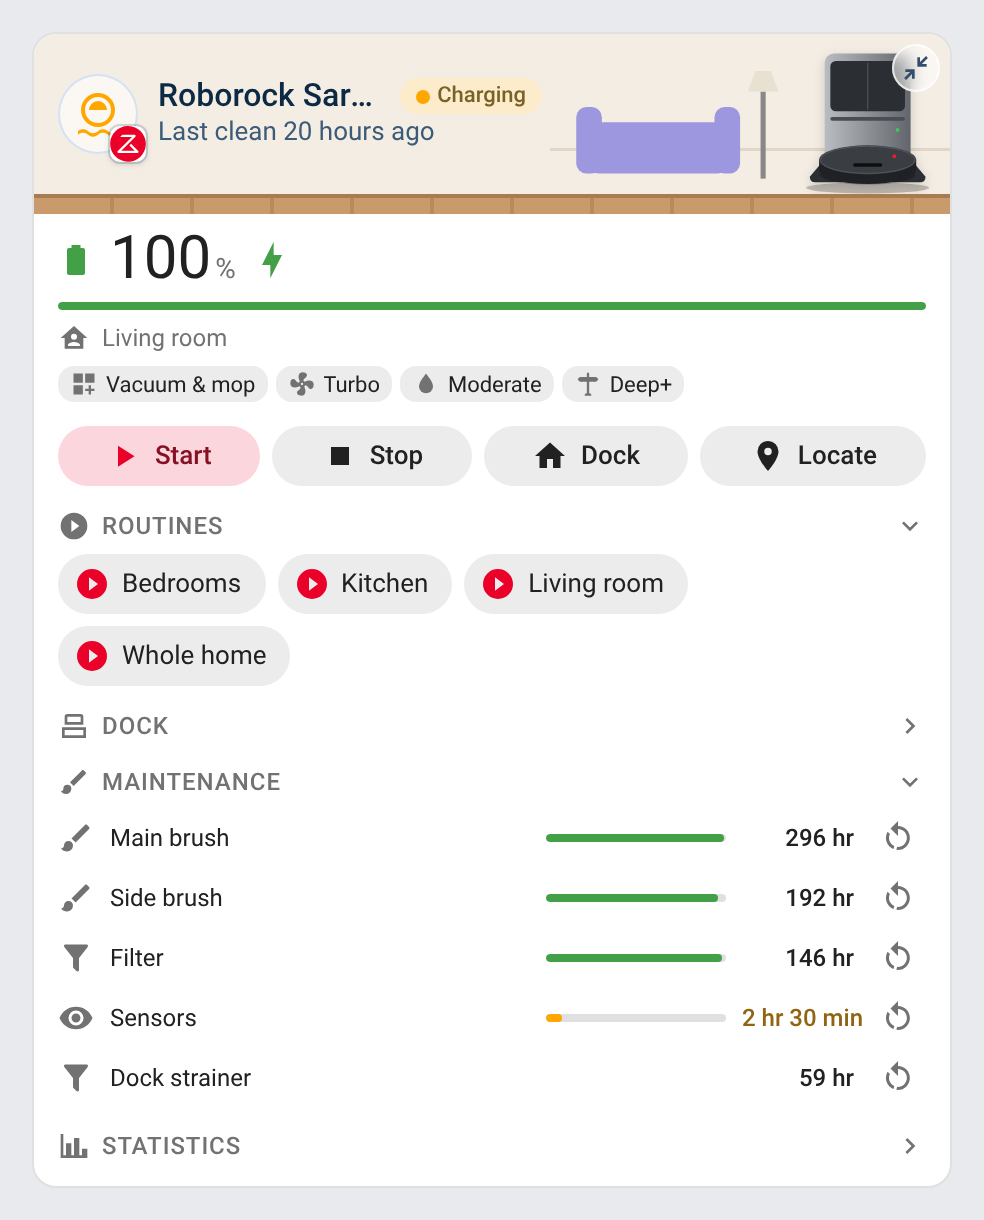 Roborock Sar... Charging
Last clean 20 hours ago
100 %
Living room
Vacuum & mop Turbo Moderate Deep+
Start Stop Dock Locate
ROUTINES
Bedrooms Kitchen Living room
Whole home
DOCK
MAINTENANCE
Main brush 296 hr
Side brush 192 hr
Filter 146 hr
Sensors 2 hr 30 min
Dock strainer 59 hr
STATISTICS